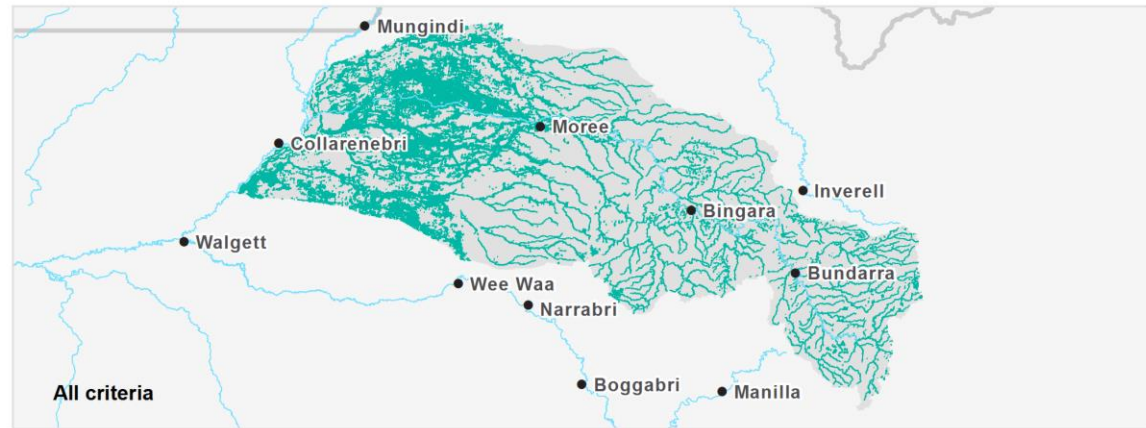 Mungindi
Moree
Collarenebri
Inverell
Bingara
Walgett
Bundarra
Wee Waa
Narrabri
Boggabri
Manilla
All criteria